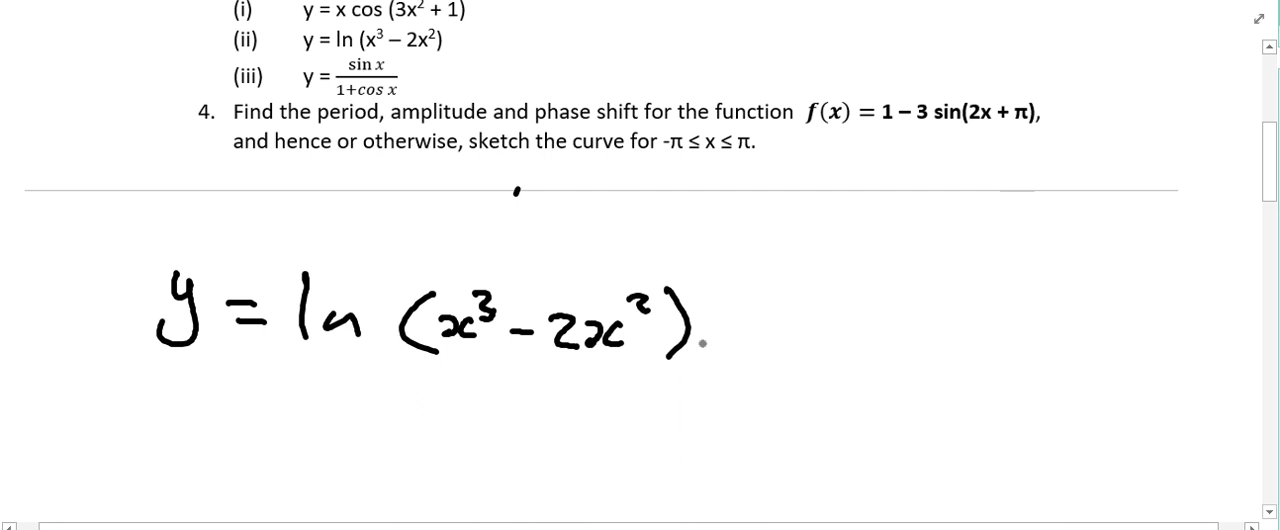 (i) y = x cos (3x² + 1)
(ii) y = ln (x³ – 2x²)
(iii) y = sin x / 1+cos x
4. Find the period, amplitude and phase shift for the function f(x) = 1 – 3 sin(2x + π),
and hence or otherwise, sketch the curve for -π ≤ x ≤ π.
y = ln (x³ - 2x²).